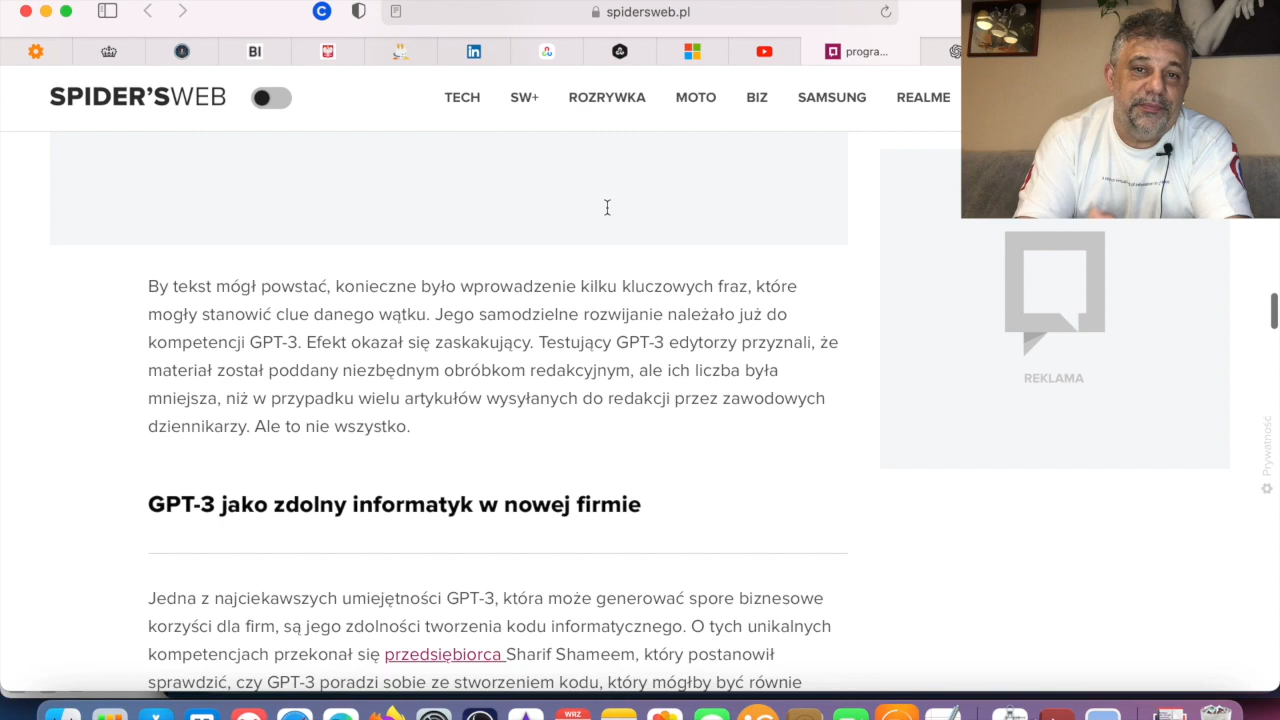 spidersweb.pl
BI
progra...
SPIDER'SWEB
TECH
SW+
ROZRYWKA
MOTO
BIZ
SAMSUNG
REALME
By tekst mógł powstać, konieczne było wprowadzenie kilku kluczowych fraz, które
mogły stanowić clue danego wątku. Jego samodzielne rozwijanie należało już do
kompetencji GPT-3. Efekt okazał się zaskakujący. Testujący GPT-3 edytorzy przyznali, że
materiał został poddany niezbędnym obróbkom redakcyjnym, ale ich liczba była
mniejsza, niż w przypadku wielu artykułów wysyłanych do redakcji przez zawodowych
dziennikarzy. Ale to nie wszystko.
REKLAMA
Prywatność
GPT-3 jako zdolny informatyk w nowej firmie
Jedna z najciekawszych umiejętności GPT-3, która może generować spore biznesowe
korzyści dla firm, są jego zdolności tworzenia kodu informatycznego. O tych unikalnych
kompetencjach przekonał się przedsiębiorca Sharif Shameem, który postanowił
sprawdzić, czy GPT-3 poradzi sobie ze stworzeniem kodu, który mógłby być równie
WRZ